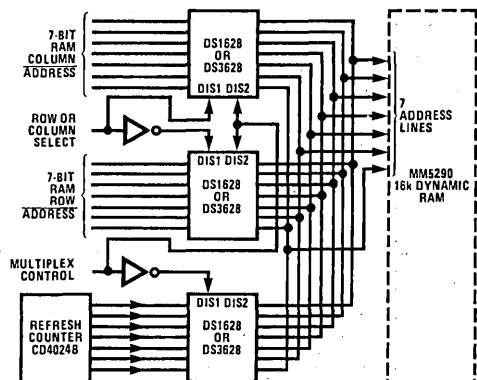 7-BIT
RAM
COLUMN
ADDRESS
DS1628
OR
DS3628
DIS1 DIS2
7
ADDRESS
LINES
ROW OR
COLUMN
SELECT
DIS1 DIS2
DS1628
OR
DS3628
7-BIT
RAM
ROW
ADDRESS
MM5290
16k DYNAMIC
RAM
MULTIPLEX
CONTROL
DIS1 DIS2
DS1628
OR
DS3628
REFRESH
COUNTER
CD4024B